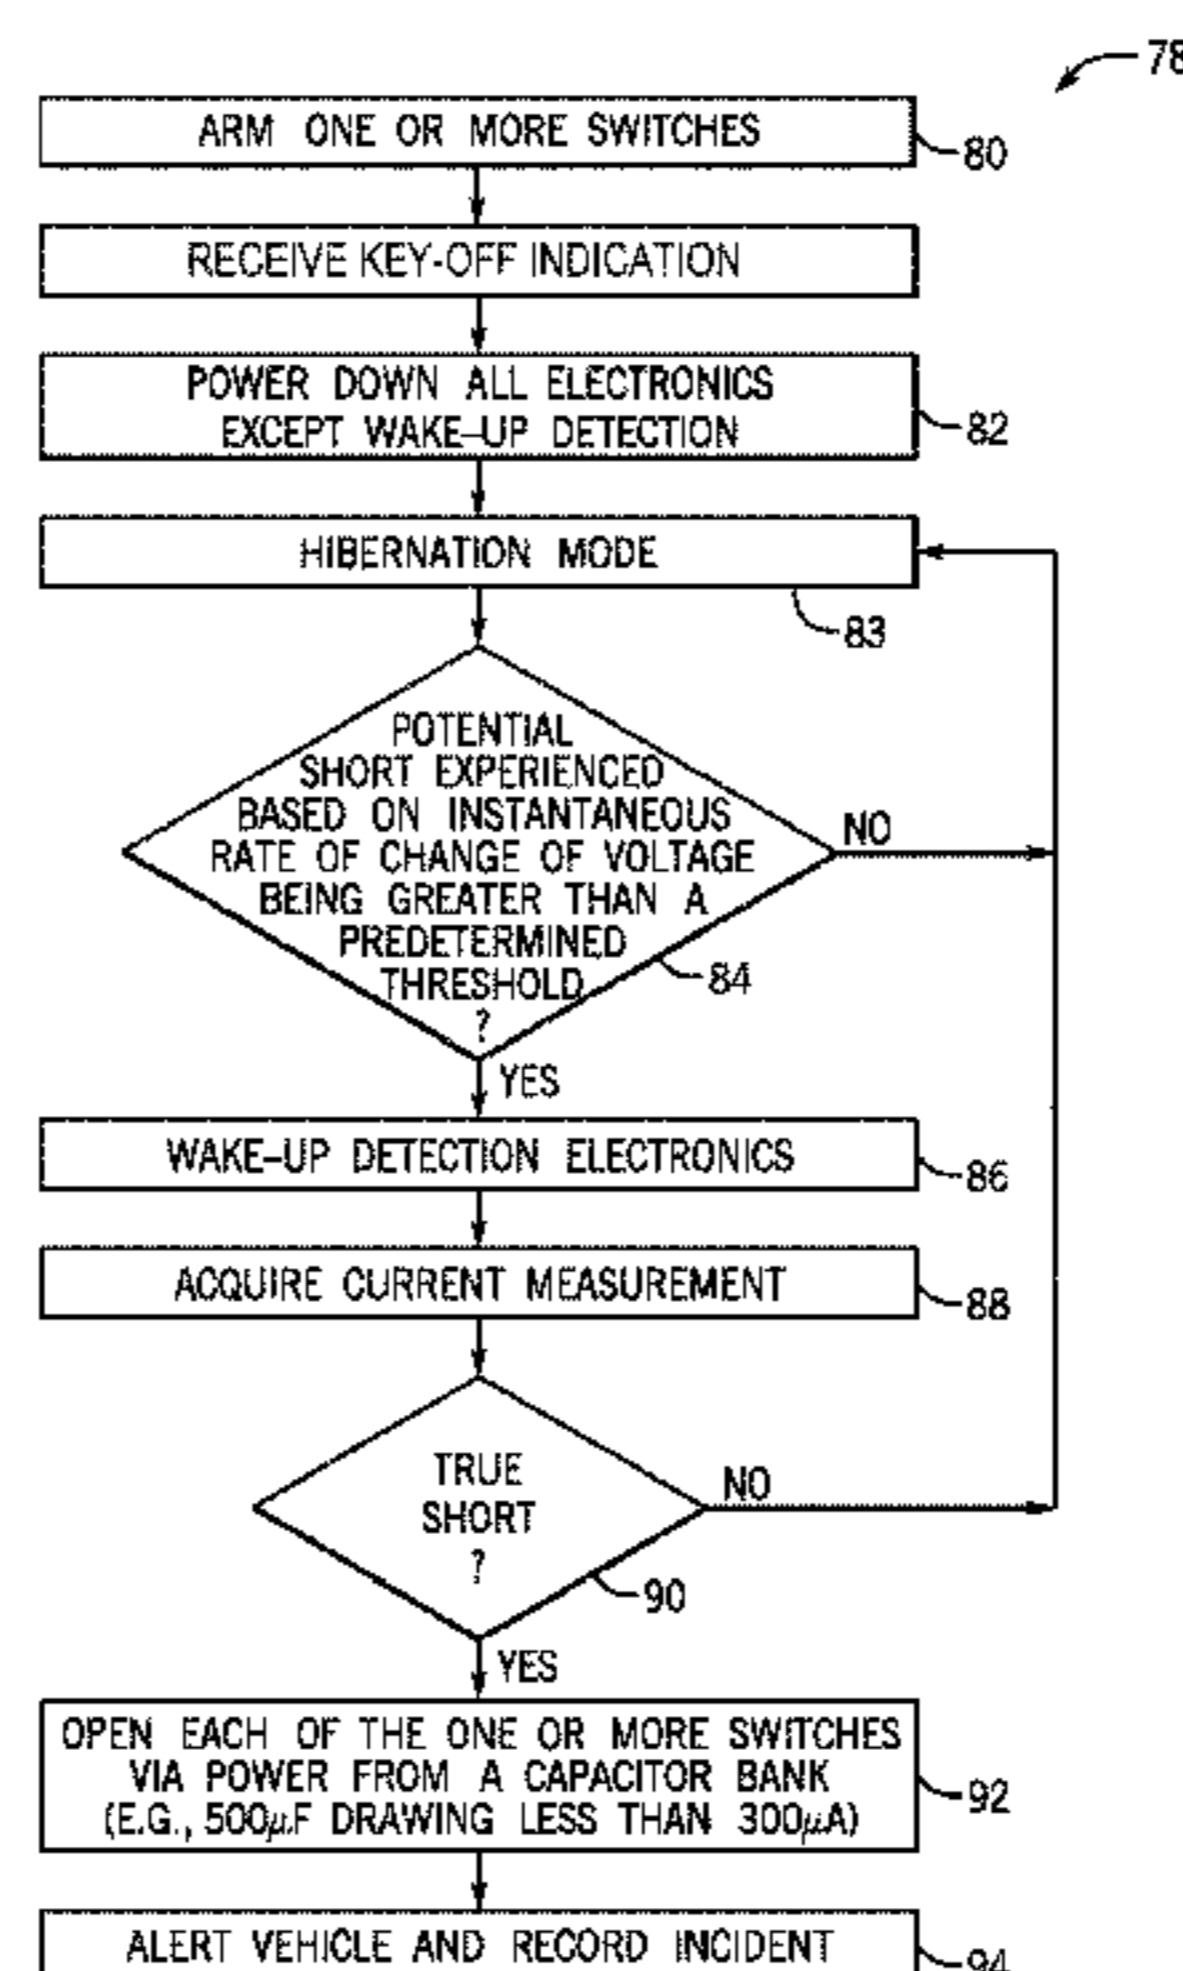 78
ARM ONE OR MORE SWITCHES
80
RECEIVE KEY-OFF INDICATION
POWER DOWN ALL ELECTRONICS
EXCEPT WAKE-UP DETECTION
82
HIBERNATION MODE
83
POTENTIAL
SHORT EXPERIENCED
BASED ON INSTANTANEOUS
RATE OF CHANGE OF VOLTAGE
BEING GREATER THAN A
PREDETERMINED
THRESHOLD
?
NO
84
YES
WAKE-UP DETECTION ELECTRONICS
86
ACQUIRE CURRENT MEASUREMENT
88
TRUE
SHORT
?
NO
90
YES
OPEN EACH OF THE ONE OR MORE SWITCHES
VIA POWER FROM A CAPACITOR BANK
(E.G., 500μF DRAWING LESS THAN 300μA)
92
ALERT VEHICLE AND RECORD INCIDENT
94